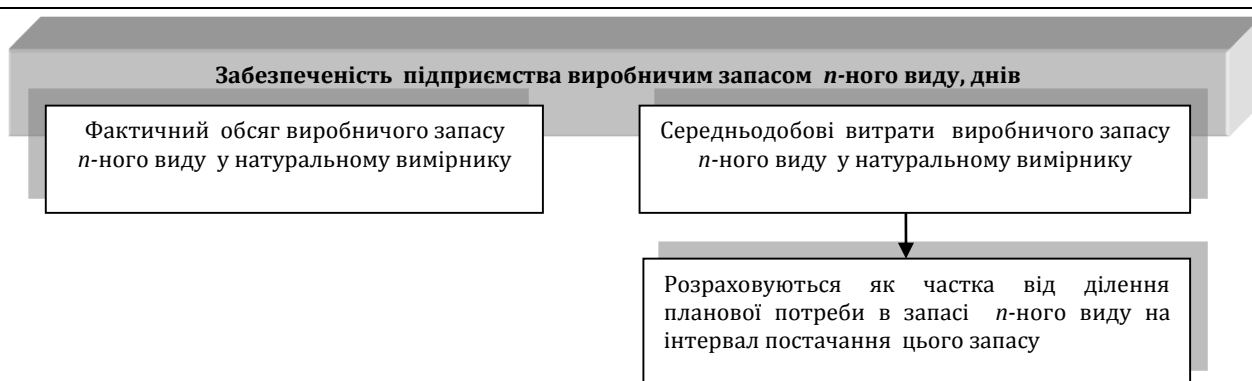 Забезпеченість підприємства виробничим запасом n-ного виду, днів
Фактичний обсяг виробничого запасу
n-ного виду у натуральному вимірнику
Середньодобові витрати виробничого запасу
n-ного виду у натуральному вимірнику
Розраховуються як частка від ділення
планової потреби в запасі n-ного виду на
інтервал постачання цього запасу